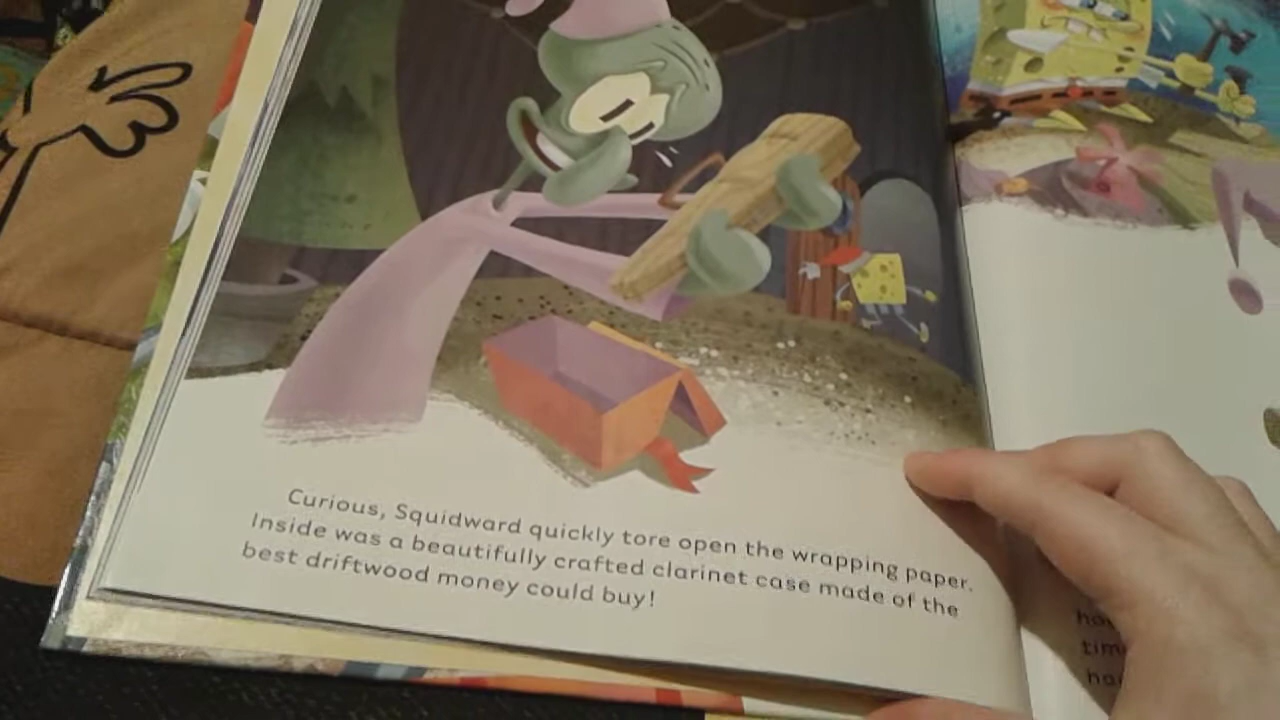 Curious, Squidward quickly tore open the wrapping paper.
Inside was a beautifully crafted clarinet case made of the
best driftwood money could buy!